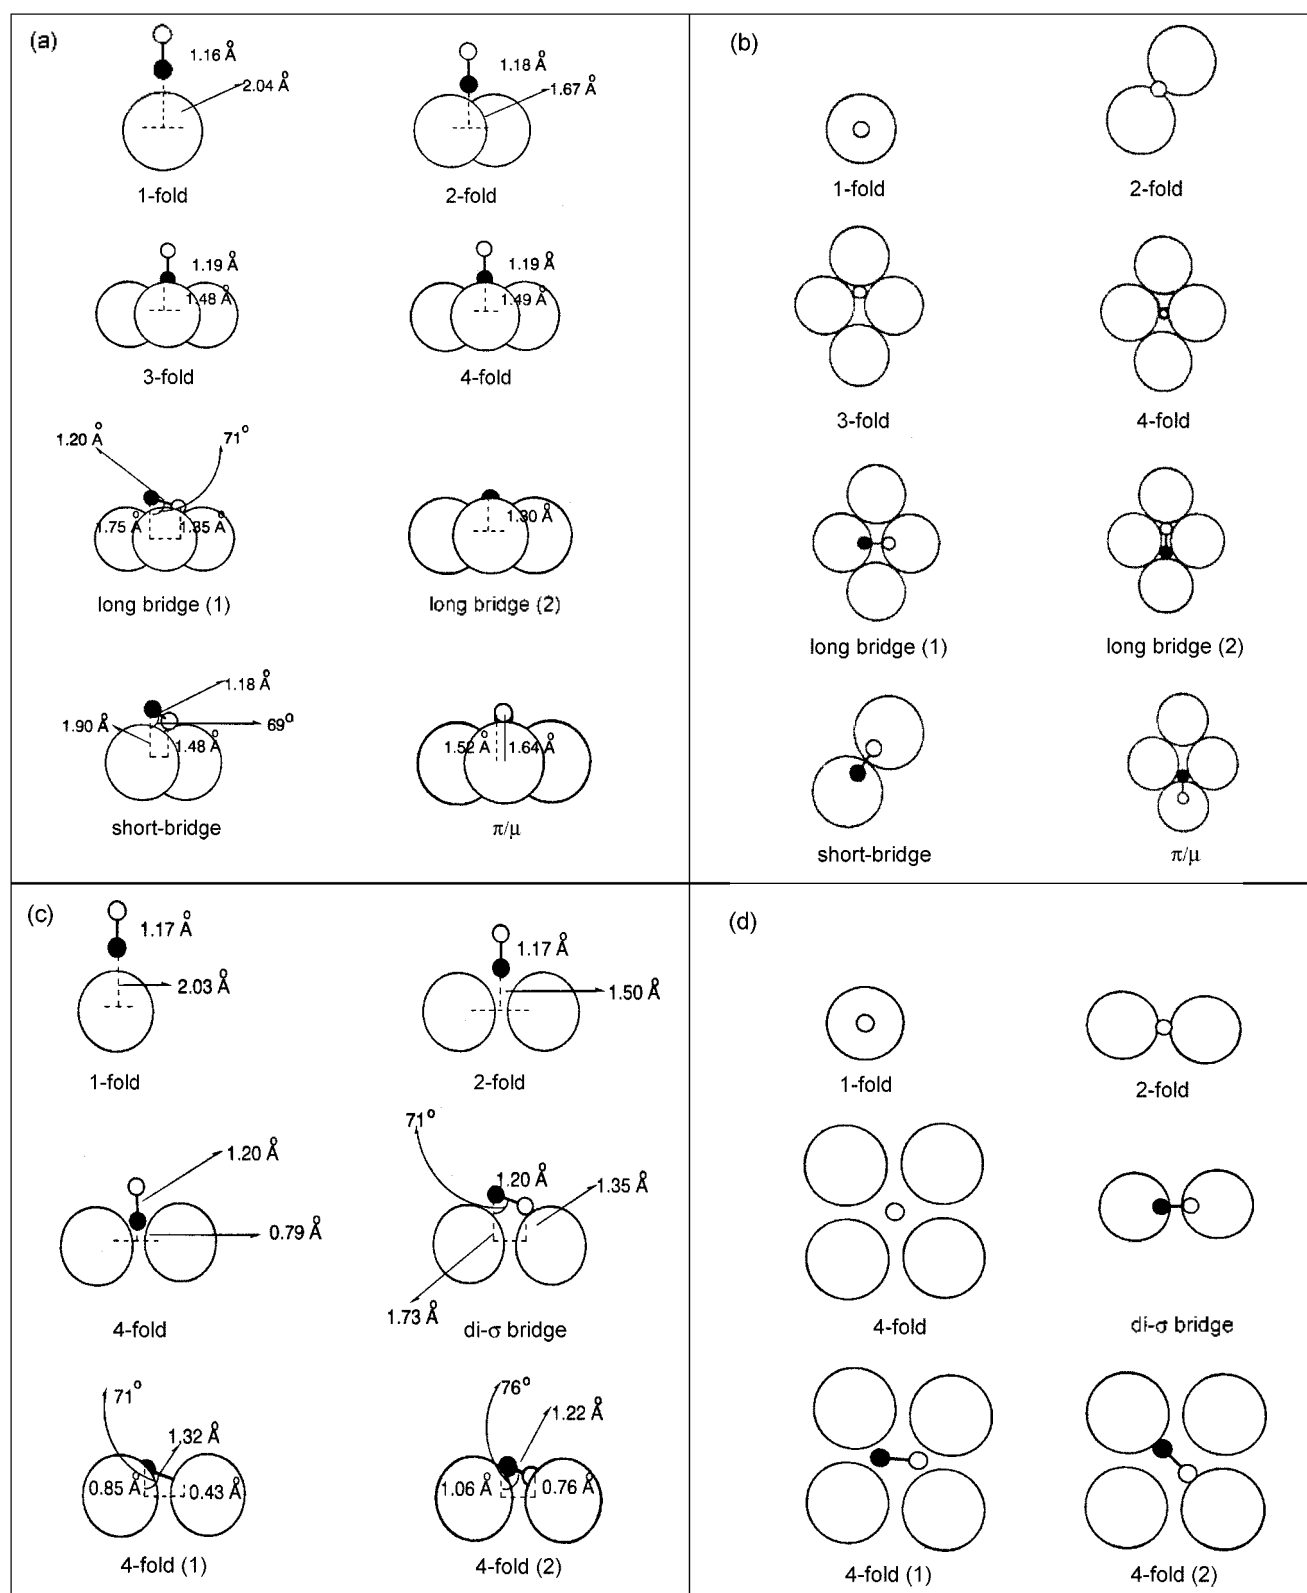 (a)
1.16 Å
2.04 Å
1-fold
1.18 Å
1.67 Å
2-fold
1.19 Å
1.48 Å
3-fold
1.19 Å
1.49 Å
4-fold
1.20 Å
71°
1.75 Å
1.35 Å
long bridge (1)
1.30 Å
long bridge (2)
1.18 Å
1.90 Å
69°
1.48 Å
short-bridge
1.52 Å
1.64 Å
π/μ
(b)
1-fold
2-fold
3-fold
4-fold
long bridge (1)
long bridge (2)
short-bridge
π/μ
(c)
1.17 Å
2.03 Å
1-fold
1.17 Å
1.50 Å
2-fold
1.20 Å
0.79 Å
4-fold
71°
1.20 Å
1.35 Å
1.73 Å
di-σ bridge
71°
1.32 Å
0.85 Å
0.43 Å
4-fold (1)
76°
1.22 Å
1.06 Å
0.76 Å
4-fold (2)
(d)
1-fold
2-fold
4-fold
di-σ bridge
4-fold (1)
4-fold (2)